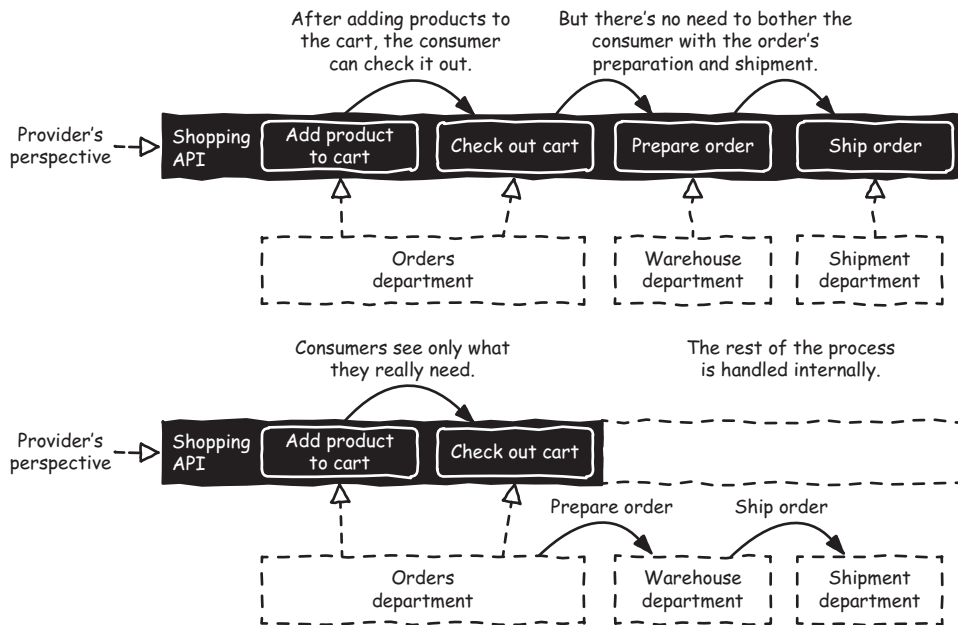 After adding products to
the cart, the consumer
can check it out.
But there's no need to bother the
consumer with the order's
preparation and shipment.
Provider's
perspective
Shopping
API
Add product
to cart
Check out cart
Prepare order
Ship order
Orders
department
Warehouse
department
Shipment
department
Consumers see only what
they really need.
The rest of the process
is handled internally.
Provider's
perspective
Shopping
API
Add product
to cart
Check out cart
Prepare order
Ship order
Orders
department
Warehouse
department
Shipment
department